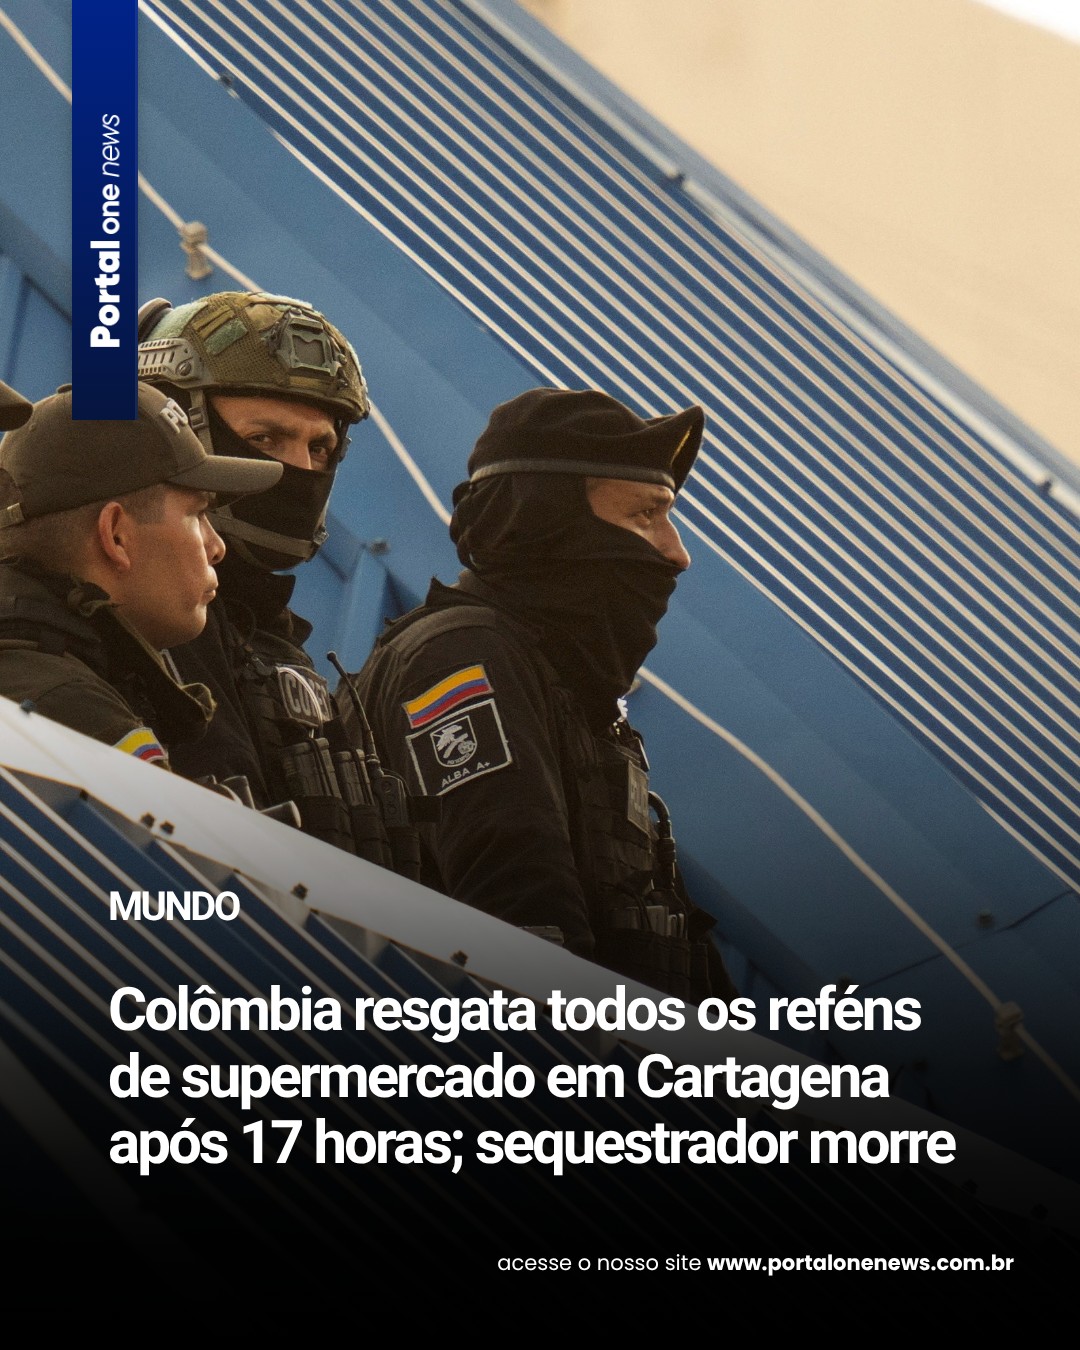 Portal one news
MUNDO
Colômbia resgata todos os reféns
de supermercado em Cartagena
após 17 horas; sequestrador morre
acesse o nosso site www.portalonenews.com.br
ALBA A+